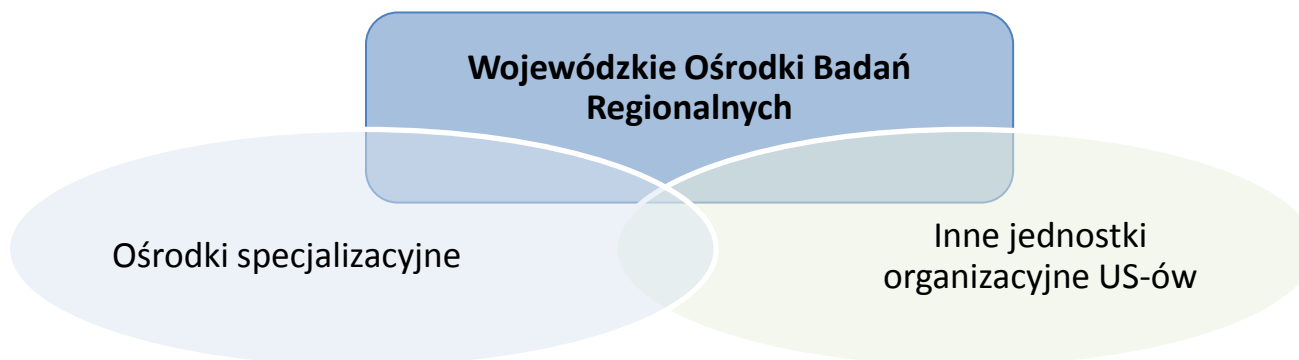 Wojewódzkie Ośrodki Badań
Regionalnych
Ośrodki specjalizacyjne
Inne jednostki
organizacyjne US-ów